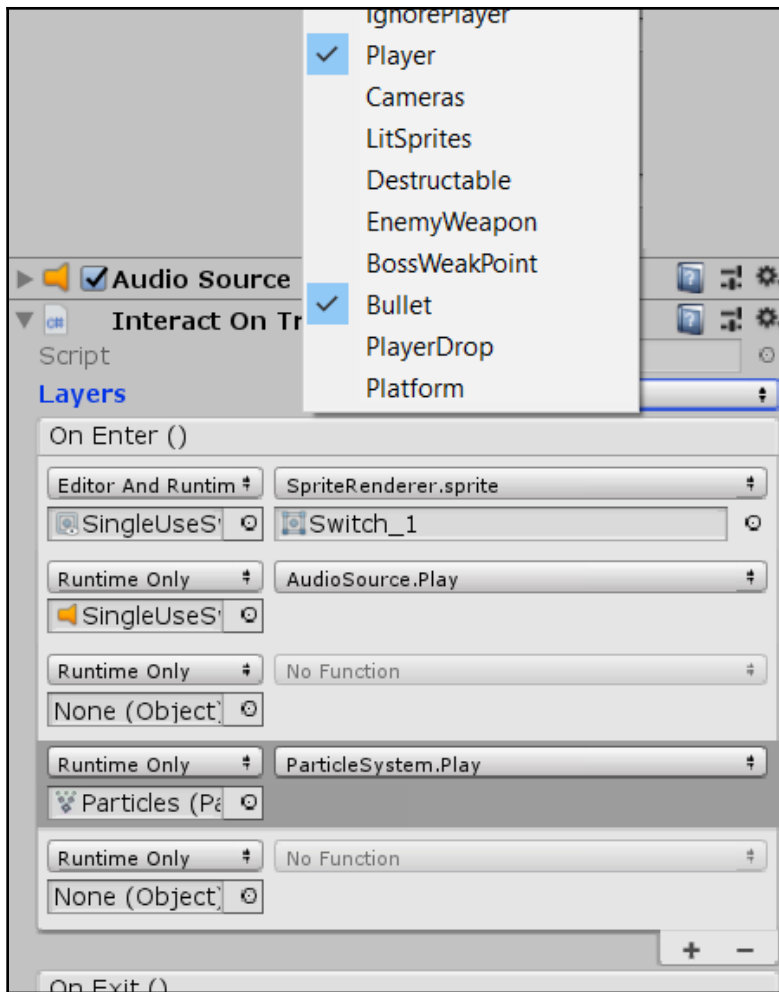 IgnorePlayer
Player
Cameras
LitSprites
Destructable
EnemyWeapon
BossWeakPoint
Bullet
PlayerDrop
Platform
Audio Source
c#
Interact On Tr
Script
Layers
On Enter ()
Editor And Runtim
SpriteRenderer.sprite
SingleUseS
Switch_1
Runtime Only
AudioSource.Play
SingleUseS
Runtime Only
No Function
None (Object)
Runtime Only
ParticleSystem.Play
Particles (Pa
Runtime Only
No Function
None (Object)
+ −
On Exit ()